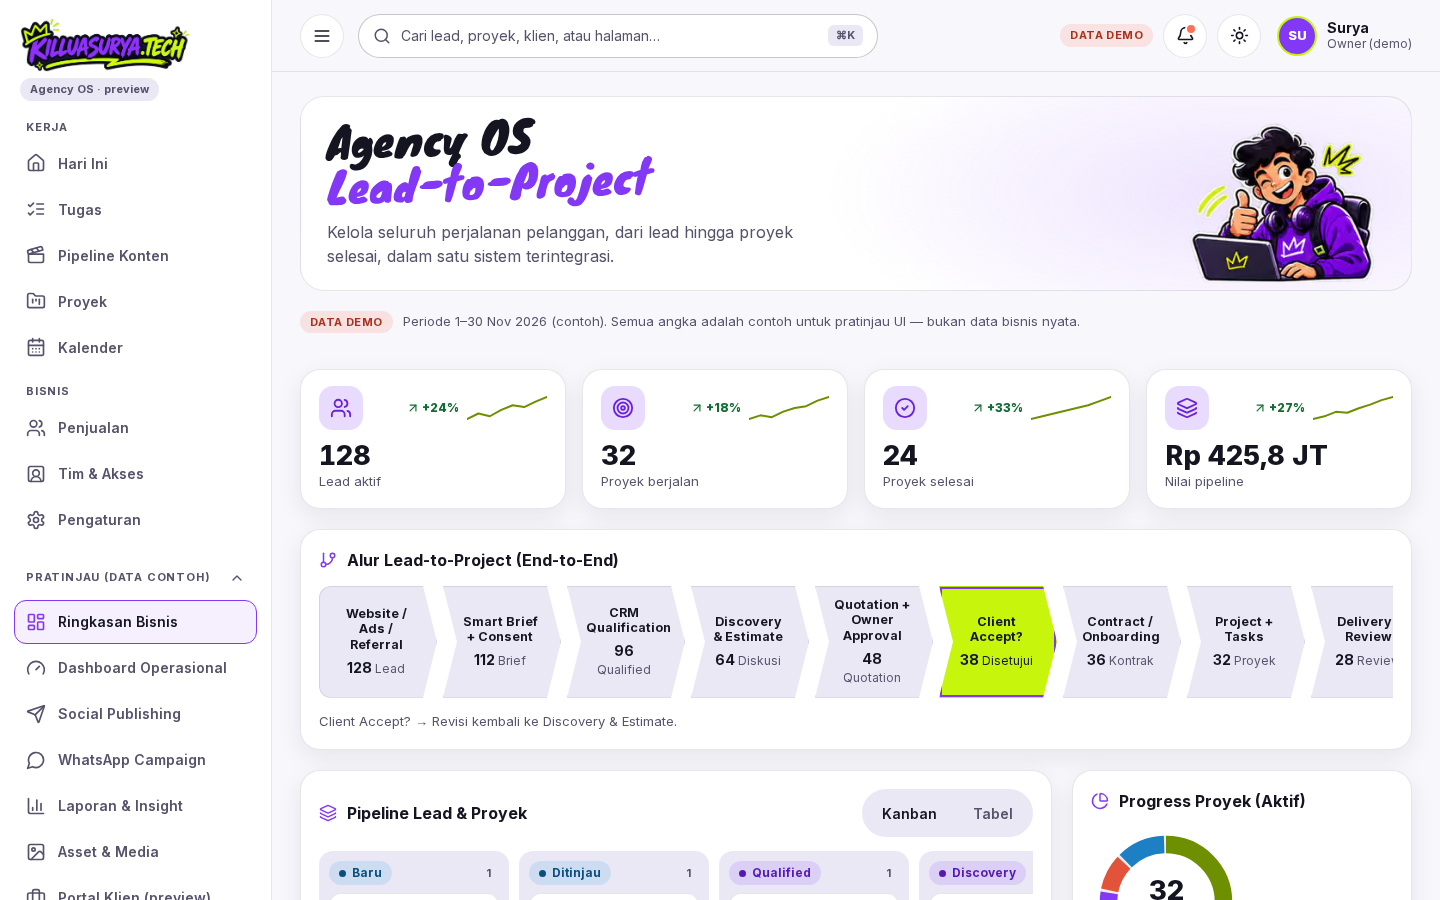 KILLUASURYA.TECH
Agency OS · preview
KERJA
Hari Ini
Tugas
Pipeline Konten
Proyek
Kalender
BISNIS
Penjualan
Tim & Akses
Pengaturan
PRATINJAU (DATA CONTOH)
Ringkasan Bisnis
Dashboard Operasional
Social Publishing
WhatsApp Campaign
Laporan & Insight
Asset & Media
Portal Klien (preview)
Cari lead, proyek, klien, atau halaman...
⌘K
DATA DEMO
SU
Surya
Owner (demo)
Agency OS
Lead-to-Project
Kelola seluruh perjalanan pelanggan, dari lead hingga proyek
selesai, dalam satu sistem terintegrasi.
DATA DEMO
Periode 1–30 Nov 2026 (contoh). Semua angka adalah contoh untuk pratinjau UI — bukan data bisnis nyata.
+24%
128
Lead aktif
+18%
32
Proyek berjalan
+33%
24
Proyek selesai
+27%
Rp 425,8 JT
Nilai pipeline
Alur Lead-to-Project (End-to-End)
Website /
Ads /
Referral
128 Lead
Smart Brief
+ Consent
112 Brief
CRM
Qualification
96
Qualified
Discovery
& Estimate
64 Diskusi
Quotation +
Owner
Approval
48
Quotation
Client
Accept?
38 Disetujui
Contract /
Onboarding
36 Kontrak
Project +
Tasks
32 Proyek
Delivery
Review
28 Review
Client Accept? → Revisi kembali ke Discovery & Estimate.
Pipeline Lead & Proyek
Kanban
Tabel
Baru
1
Ditinjau
1
Qualified
1
Discovery
Progress Proyek (Aktif)
32